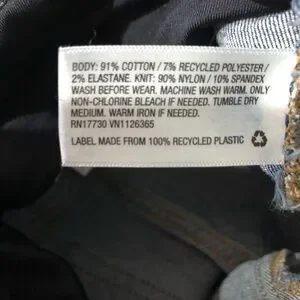 BODY: 91% COTTON / 7% RECYCLED POLYESTER /
2% ELASTANE. KNIT: 90% NYLON / 10% SPANDEX
WASH BEFORE WEAR. MACHINE WASH WARM. ONLY
NON-CHLORINE BLEACH IF NEEDED. TUMBLE DRY
MEDIUM. WARM IRON IF NEEDED.
RN17730 VN1126365
LABEL MADE FROM 100% RECYCLED PLASTIC